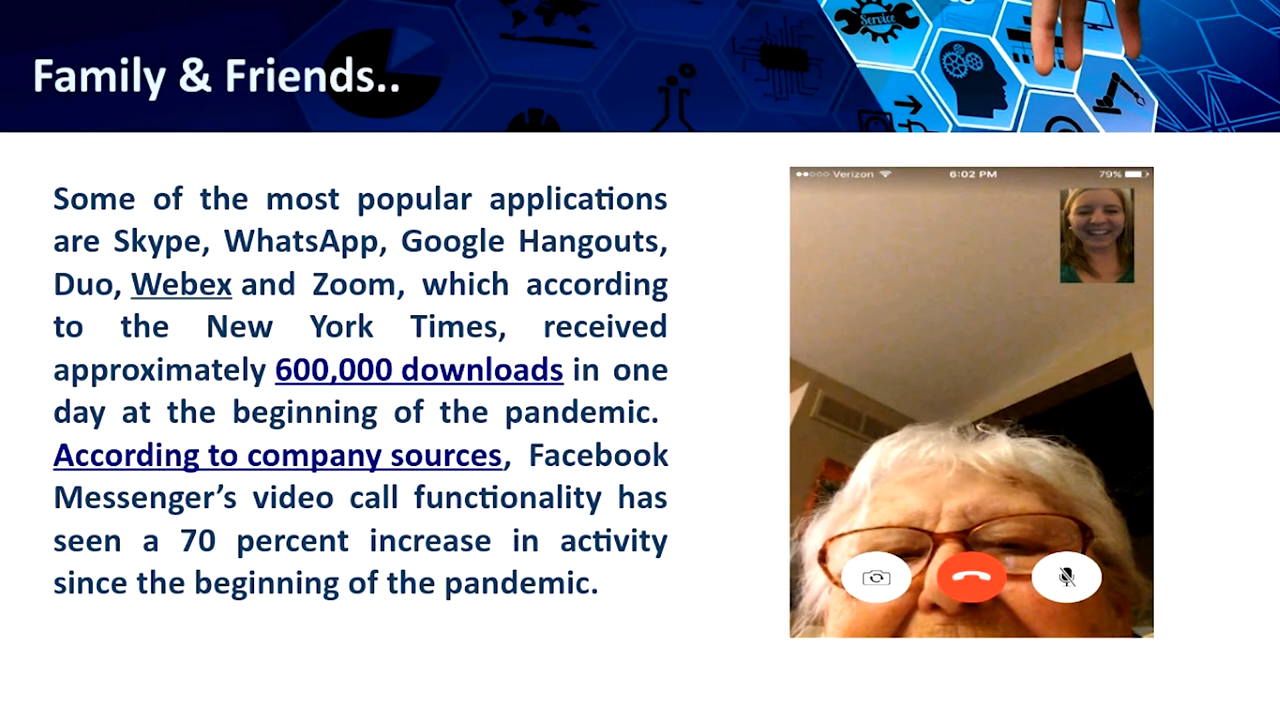 Service
Family & Friends..
Some of the most popular applications
are Skype, WhatsApp, Google Hangouts,
Duo, Webex and Zoom, which according
to the New York Times, received
approximately 600,000 downloads in one
day at the beginning of the pandemic.
According to company sources, Facebook
Messenger’s video call functionality has
seen a 70 percent increase in activity
since the beginning of the pandemic.
Verizon 6:02 PM 79%